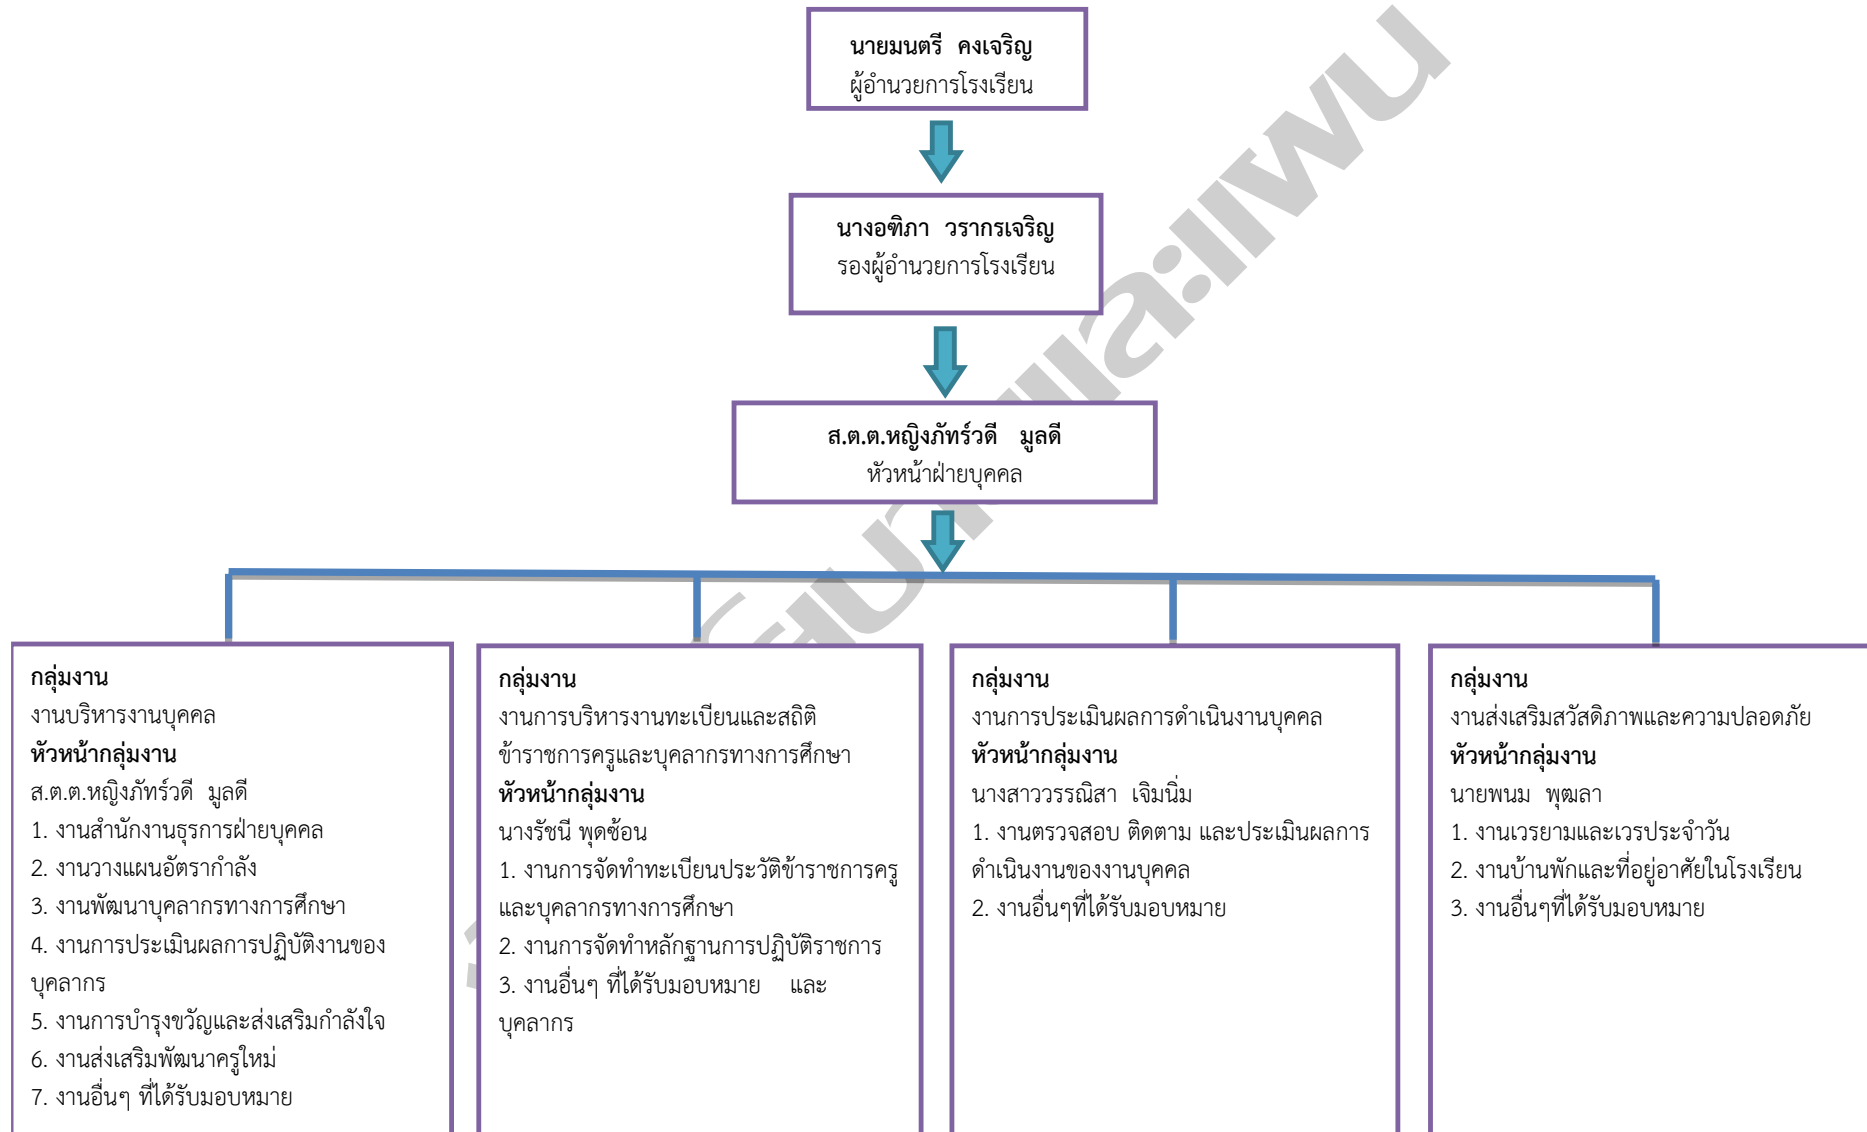 นายมนตรี คงเจริญ
ผู้อำนวยการโรงเรียน
นางอฑิภา วรากรเจริญ
รองผู้อำนวยการโรงเรียน
ส.ต.ต.หญิงภัทร์วดี มูลดี
หัวหน้าฝ่ายบุคคล
กลุ่มงาน
งานบริหารงานบุคคล
หัวหน้ากลุ่มงาน
ส.ต.ต.หญิงภัทร์วดี มูลดี
1. งานสำนักงานธุรการฝ่ายบุคคล
2. งานวางแผนอัตรากำลัง
3. งานพัฒนาบุคลากรทางการศึกษา
4. งานการประเมินผลการปฏิบัติงานของ
บุคลากร
5. งานการบำรุงขวัญและส่งเสริมกำลังใจ
6. งานส่งเสริมพัฒนาครูใหม่
7. งานอื่นๆ ที่ได้รับมอบหมาย
กลุ่มงาน
งานการบริหารงานทะเบียนและสถิติ
ข้าราชการครูและบุคลากรทางการศึกษา
หัวหน้ากลุ่มงาน
นางรัชนี พุดซ้อน
1. งานการจัดทำทะเบียนประวัติข้าราชการครู
และบุคลากรทางการศึกษา
2. งานการจัดทำหลักฐานการปฏิบัติราชการ
3. งานอื่นๆ ที่ได้รับมอบหมาย และ
บุคลากร
กลุ่มงาน
งานการประเมินผลการดำเนินงานบุคคล
หัวหน้ากลุ่มงาน
นางสาววรรณิสา เจิมนิ่ม
1. งานตรวจสอบ ติดตาม และประเมินผลการ
ดำเนินงานของงานบุคคล
2. งานอื่นๆที่ได้รับมอบหมาย
กลุ่มงาน
งานส่งเสริมสวัสดิภาพและความปลอดภัย
หัวหน้ากลุ่มงาน
นายพนม พุฒลา
1. งานเวรยามและเวรประจำวัน
2. งานบ้านพักและที่อยู่อาศัยในโรงเรียน
3. งานอื่นๆที่ได้รับมอบหมาย